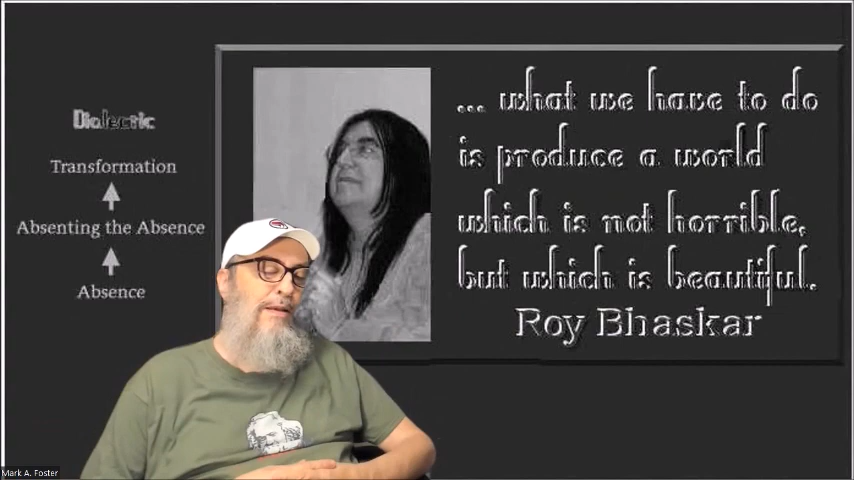 Dialectic
Transformation
Absenting the Absence
Absence
... what we have to do
is produce a world
which is not horrible,
but which is beautiful.
Roy Bhaskar
Mark A. Foster